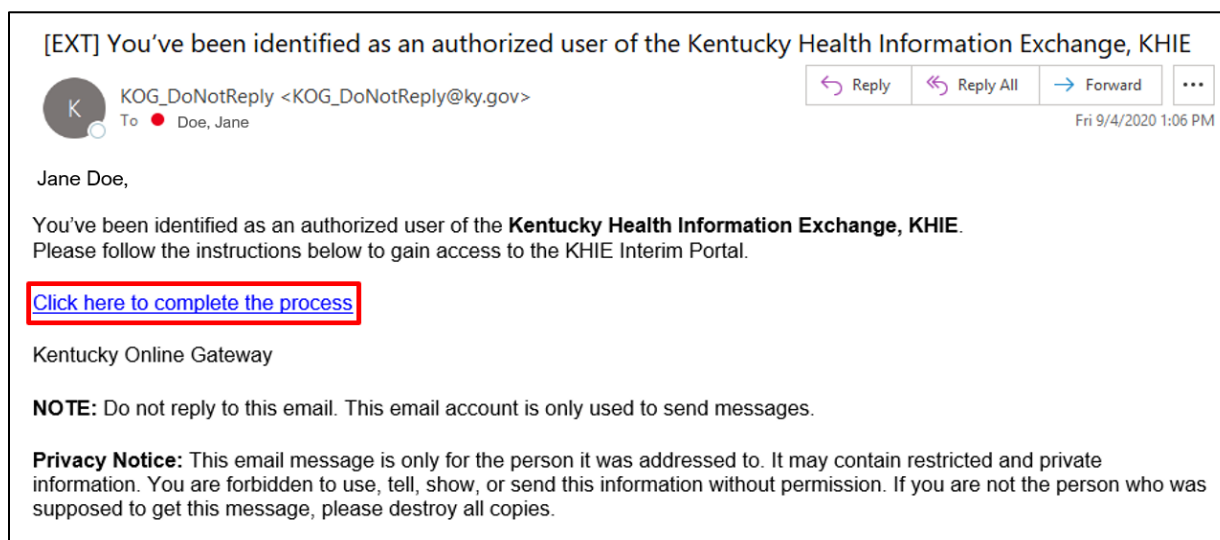 [EXT] You’ve been identified as an authorized user of the Kentucky Health Information Exchange, KHIE
K
KOG_DoNotReply <KOG_DoNotReply@ky.gov>
To Doe, Jane
Reply
Reply All
Forward
Fri 9/4/2020 1:06 PM
Jane Doe,
You’ve been identified as an authorized user of the Kentucky Health Information Exchange, KHIE.
Please follow the instructions below to gain access to the KHIE Interim Portal.
Click here to complete the process
Kentucky Online Gateway
NOTE: Do not reply to this email. This email account is only used to send messages.
Privacy Notice: This email message is only for the person it was addressed to. It may contain restricted and private
information. You are forbidden to use, tell, show, or send this information without permission. If you are not the person who was
supposed to get this message, please destroy all copies.